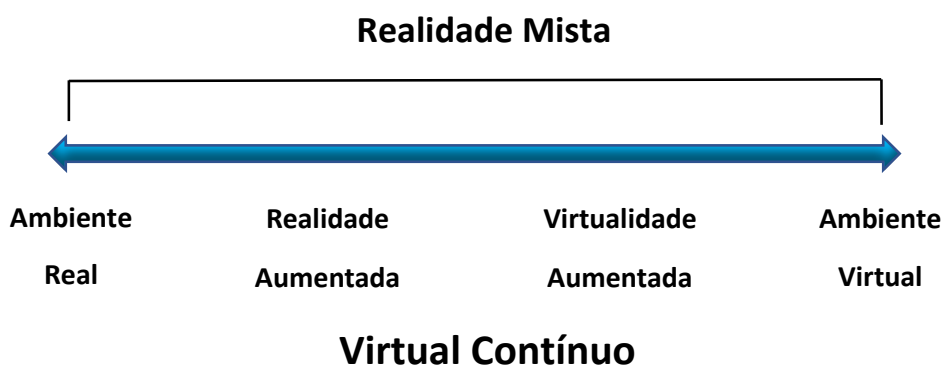 Realidade Mista
Ambiente Real
Realidade Aumentada
Virtualidade Aumentada
Ambiente Virtual
Virtual Contínuo